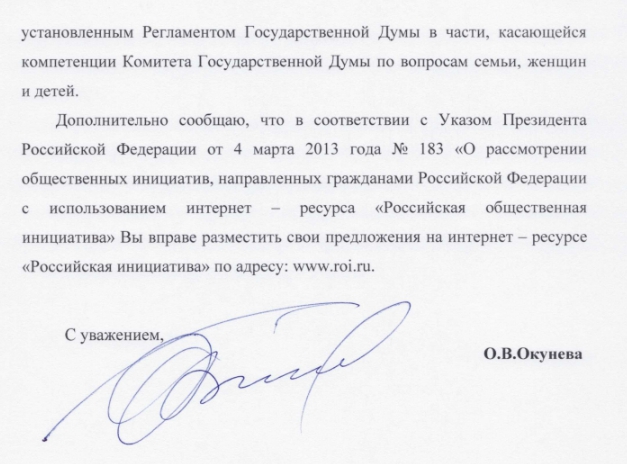 установленным Регламентом Государственной Думы в части, касающейся
компетенции Комитета Государственной Думы по вопросам семьи, женщин
и детей.
Дополнительно сообщаю, что в соответствии с Указом Президента
Российской Федерации от 4 марта 2013 года № 183 «О рассмотрении
общественных инициатив, направленных гражданами Российской Федерации
с использованием интернет – ресурса «Российская общественная
инициатива» Вы вправе разместить свои предложения на интернет – ресурсе
«Российская инициатива» по адресу: www.roi.ru.
С уважением,
О.В.Окунева